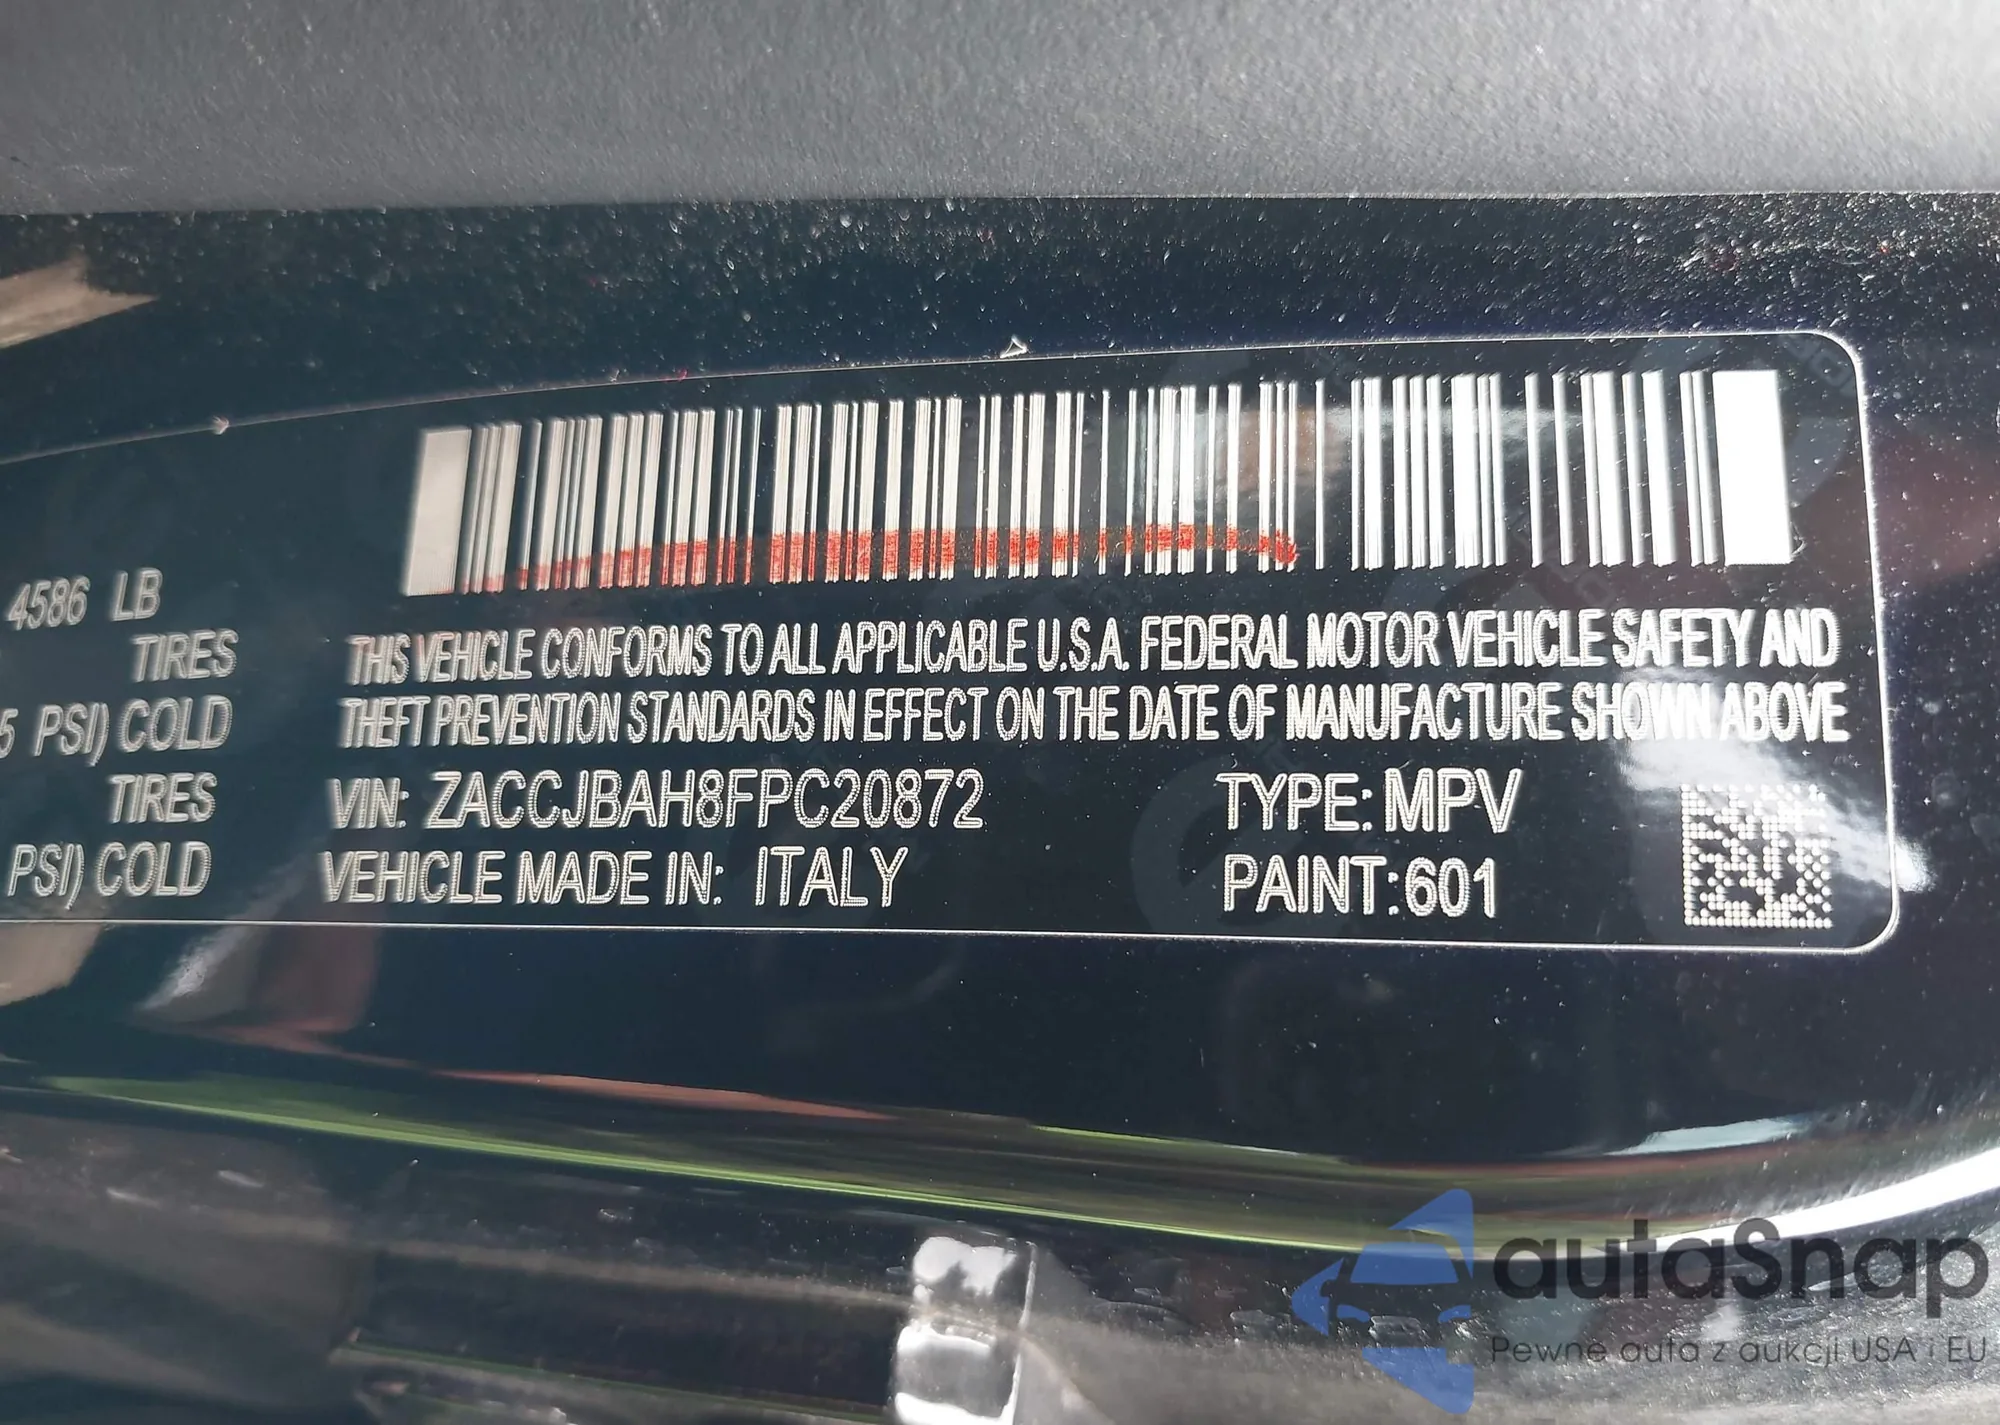 4586 LB
TIRES
5 PSI) COLD
TIRES
PSI) COLD
THIS VEHICLE CONFORMS TO ALL APPLICABLE U.S.A. FEDERAL MOTOR VEHICLE SAFETY AND
THEFT PREVENTION STANDARDS IN EFFECT ON THE DATE OF MANUFACTURE SHOWN ABOVE
VIN: ZACCJBAH8FPC20872
TYPE: MPV
VEHICLE MADE IN: ITALY
PAINT: 601
autaSnap
Pewne auta z aukcji USA i EU